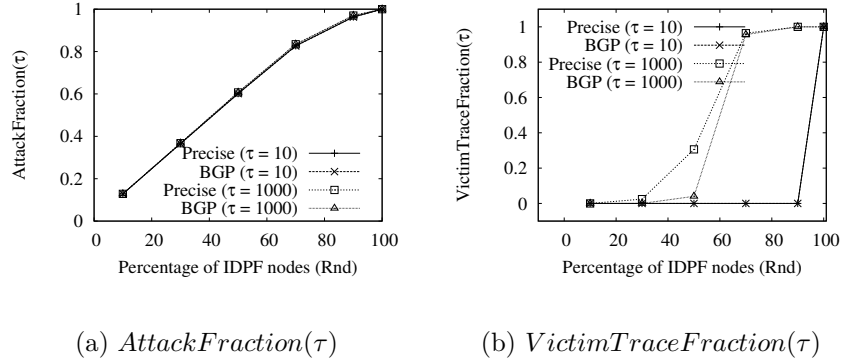 AttackFraction(τ)
1
0.8
0.6
0.4
0.2
0
0 20 40 60 80 100
Percentage of IDPF nodes (Rnd)
Precise (τ = 10)
BGP (τ = 10)
Precise (τ = 1000)
BGP (τ = 1000)
(a) AttackFraction(τ)
VictimTraceFraction(τ)
1
0.8
0.6
0.4
0.2
0
0 20 40 60 80 100
Percentage of IDPF nodes (Rnd)
Precise (τ = 10)
BGP (τ = 10)
Precise (τ = 1000)
BGP (τ = 1000)
(b) VictimTraceFraction(τ)